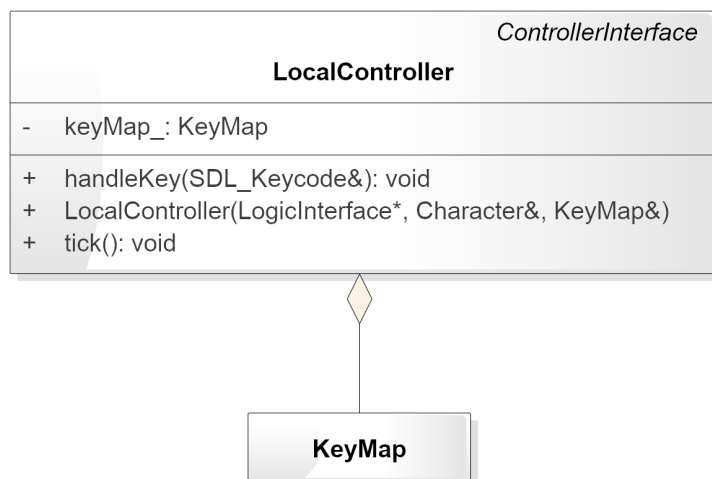 ControllerInterface
LocalController
- keyMap_: KeyMap
+ handleKey(SDL_Keycode&): void
+ LocalController(LogicInterface*, Character&, KeyMap&)
+ tick(): void
KeyMap